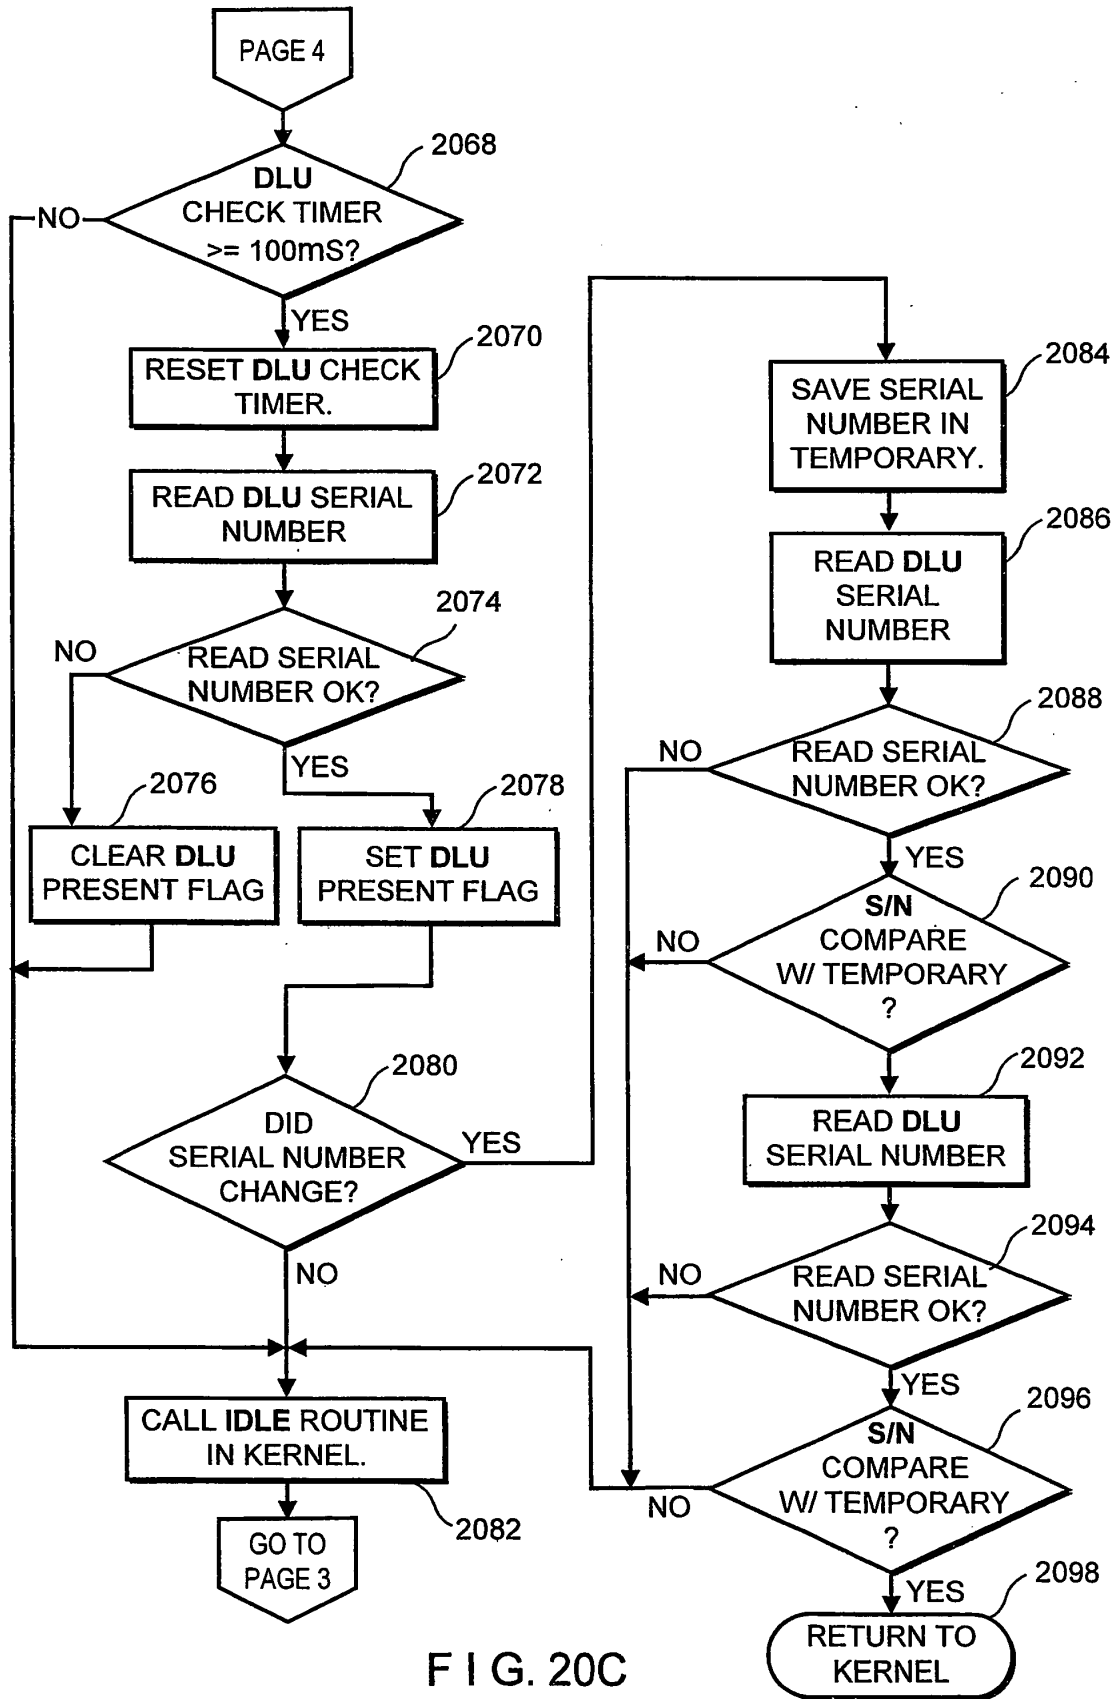 PAGE 4
2068
DLU
CHECK TIMER
>= 100mS?
NO
YES
2070
RESET DLU CHECK
TIMER.
2072
READ DLU SERIAL
NUMBER
2074
READ SERIAL
NUMBER OK?
NO
YES
2076
CLEAR DLU
PRESENT FLAG
2078
SET DLU
PRESENT FLAG
2080
DID
SERIAL NUMBER
CHANGE?
YES
NO
CALL IDLE ROUTINE
IN KERNEL.
2082
GO TO
PAGE 3
2084
SAVE SERIAL
NUMBER IN
TEMPORARY.
2086
READ DLU
SERIAL
NUMBER
2088
READ SERIAL
NUMBER OK?
NO
YES
2090
S/N
COMPARE
W/ TEMPORARY
?
NO
2092
READ DLU
SERIAL NUMBER
2094
READ SERIAL
NUMBER OK?
NO
YES
2096
S/N
COMPARE
W/ TEMPORARY
?
NO
YES
2098
RETURN TO
KERNEL
F I G. 20C